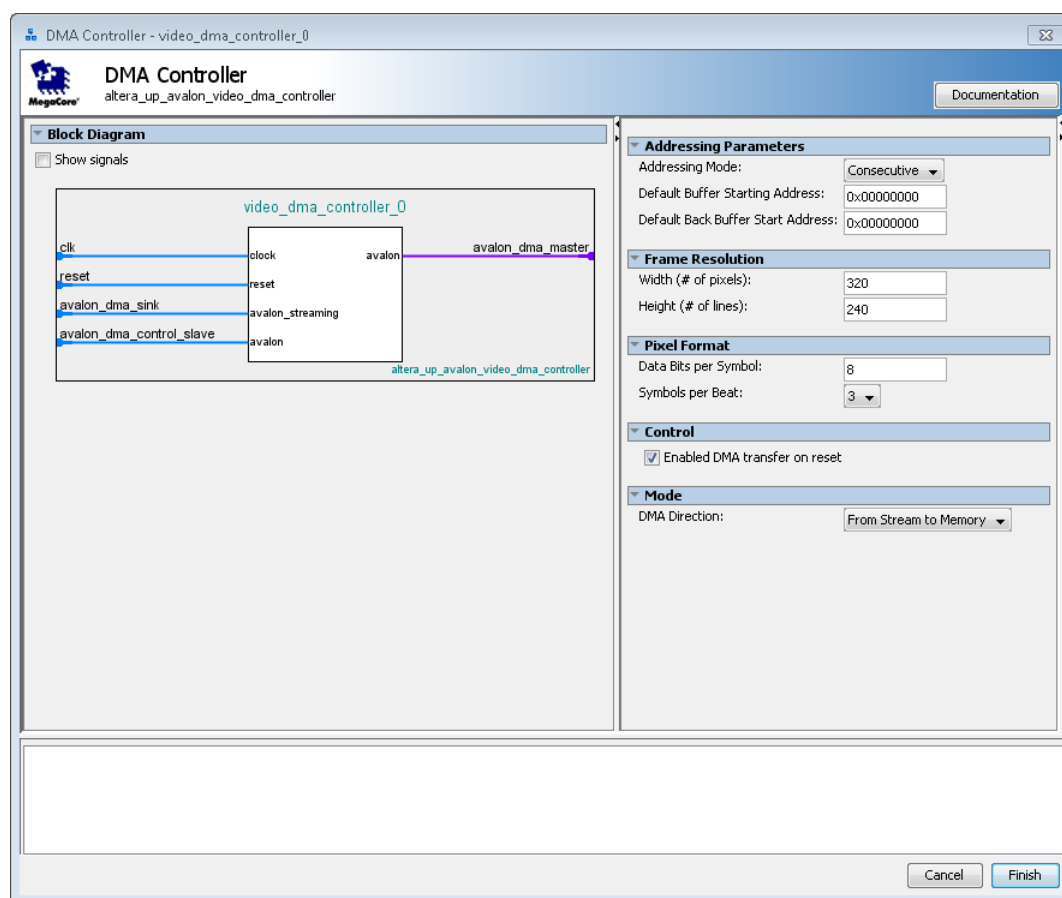 DMA Controller - video_dma_controller_0
MegaCore®
DMA Controller
altera_up_avalon_video_dma_controller
Documentation
Block Diagram
Show signals
video_dma_controller_0
clk
clock
avalon
avalon_dma_master
reset
reset
avalon_dma_sink
avalon_streaming
avalon_dma_control_slave
avalon
altera_up_avalon_video_dma_controller
Addressing Parameters
Addressing Mode: Consecutive
Default Buffer Starting Address: 0x00000000
Default Back Buffer Start Address: 0x00000000
Frame Resolution
Width (# of pixels): 320
Height (# of lines): 240
Pixel Format
Data Bits per Symbol: 8
Symbols per Beat: 3
Control
Enabled DMA transfer on reset
Mode
DMA Direction: From Stream to Memory
Cancel Finish